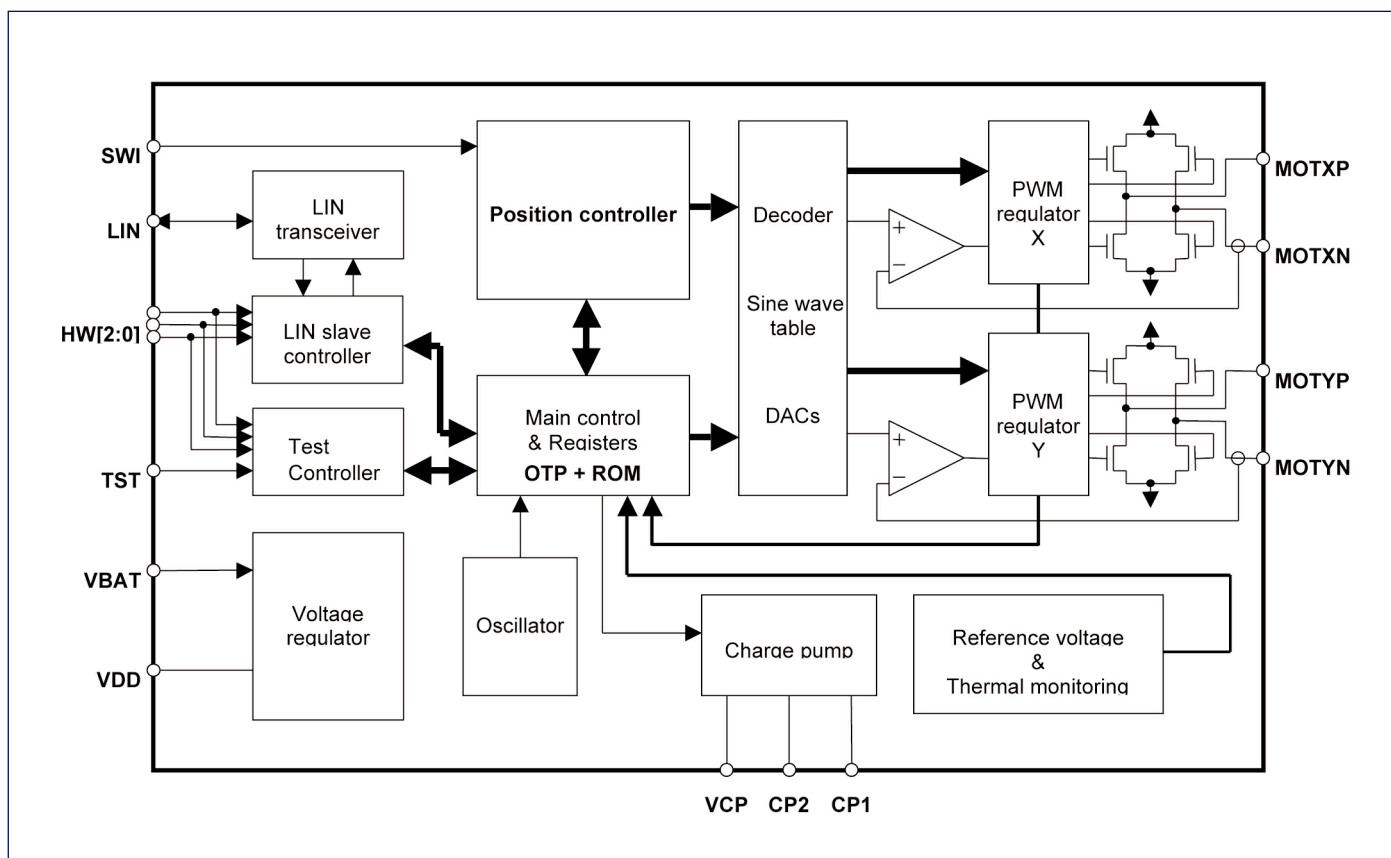 SWI
LIN
HW[2:0]
TST
VBAT
VDD
LIN
transceiver
LIN slave
controller
Test
Controller
Voltage
regulator
Position controller
Main control
& Registers
OTP + ROM
Oscillator
Charge pump
Reference voltage
&
Thermal monitoring
Decoder
Sine wave
table
DACs
+
−
+
−
PWM
regulator
X
PWM
regulator
Y
MOTXP
MOTXN
MOTYP
MOTYN
VCP
CP2
CP1